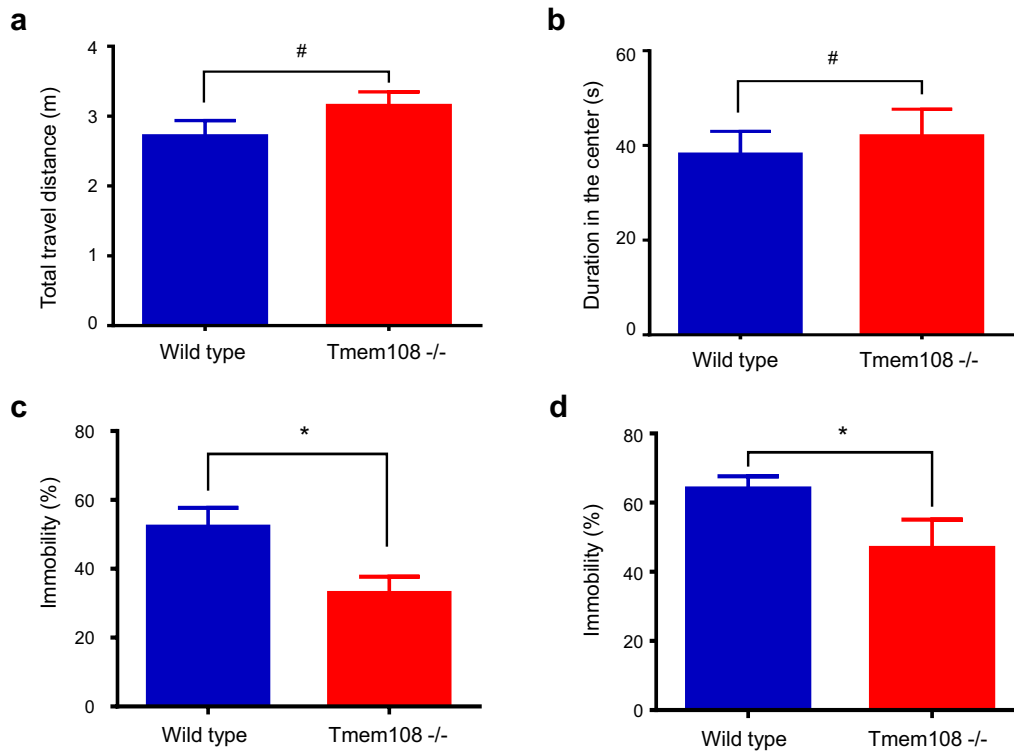 a
Total travel distance (m)
4
3
2
1
0
#
Wild type
Tmem108 -/-
b
Duration in the center (s)
60
40
20
0
#
Wild type
Tmem108 -/-
c
Immobility (%)
80
60
40
20
0
*
Wild type
Tmem108 -/-
d
Immobility (%)
80
60
40
20
0
*
Wild type
Tmem108 -/-